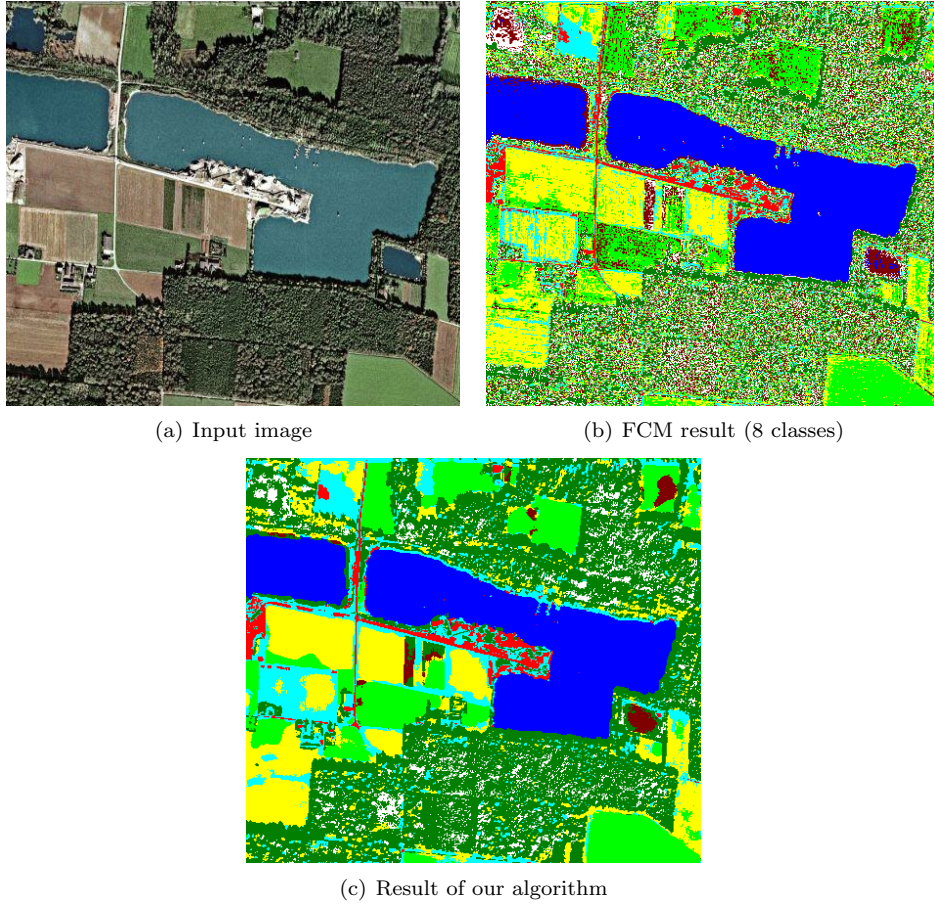 (a) Input image
(b) FCM result (8 classes)
(c) Result of our algorithm